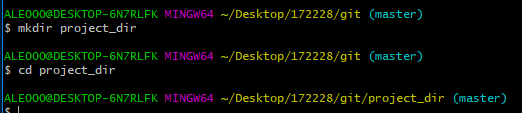 ALEOOO@DESKTOP-6N7RLFK MINGW64 ~/Desktop/172228/git (master)
$ mkdir project_dir
ALEOOO@DESKTOP-6N7RLFK MINGW64 ~/Desktop/172228/git (master)
$ cd project_dir
ALEOOO@DESKTOP-6N7RLFK MINGW64 ~/Desktop/172228/git/project_dir (master)
$